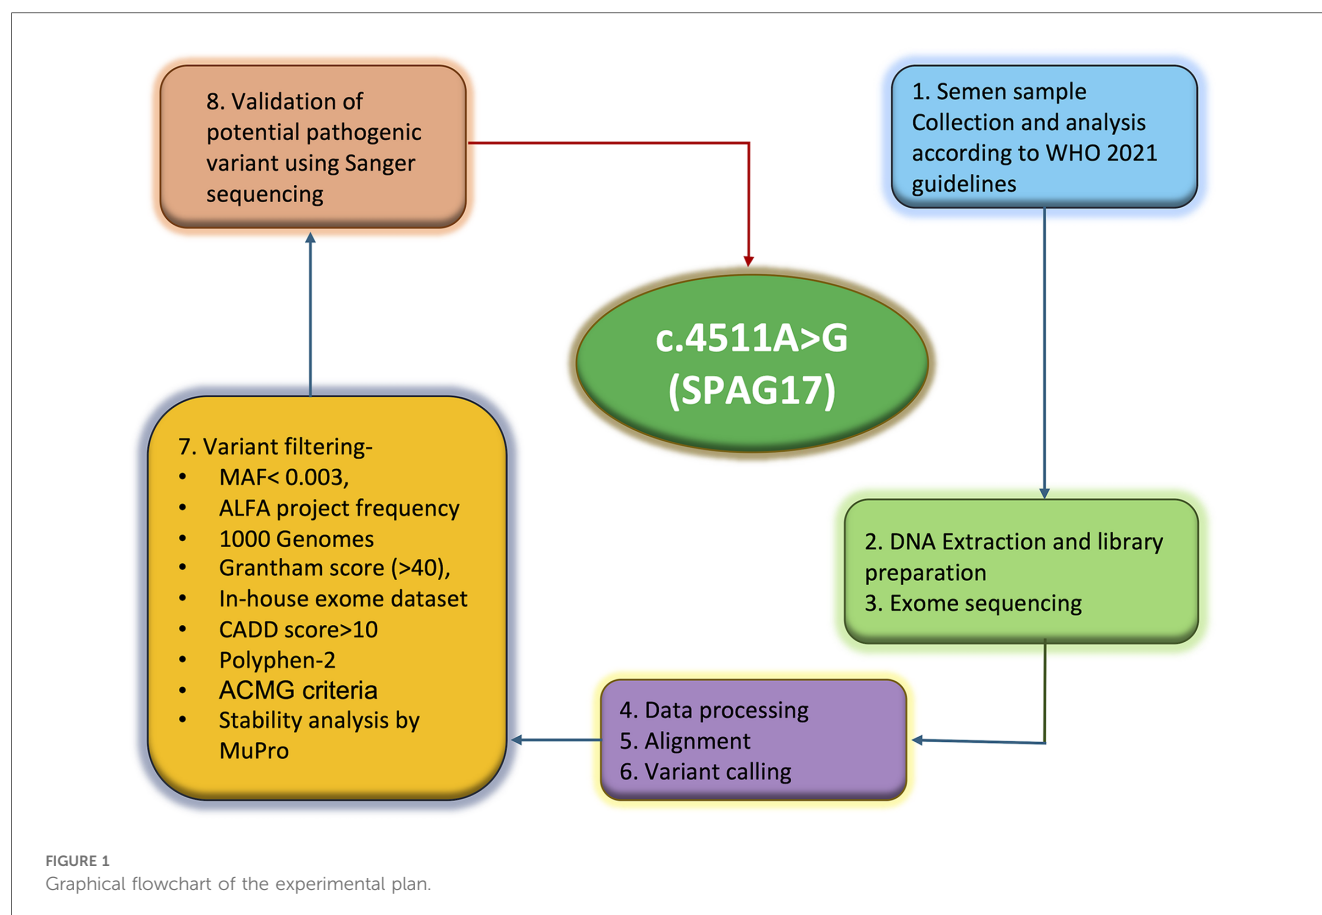 1. Semen sample
Collection and analysis
according to WHO 2021
guidelines
2. DNA Extraction and library
preparation
3. Exome sequencing
4. Data processing
5. Alignment
6. Variant calling
7. Variant filtering-
• MAF< 0.003,
• ALFA project frequency
• 1000 Genomes
• Grantham score (>40),
• In-house exome dataset
• CADD score>10
• Polyphen-2
• ACMG criteria
• Stability analysis by
MuPro
8. Validation of
potential pathogenic
variant using Sanger
sequencing
c.4511A>G
(SPAG17)
FIGURE 1
Graphical flowchart of the experimental plan.